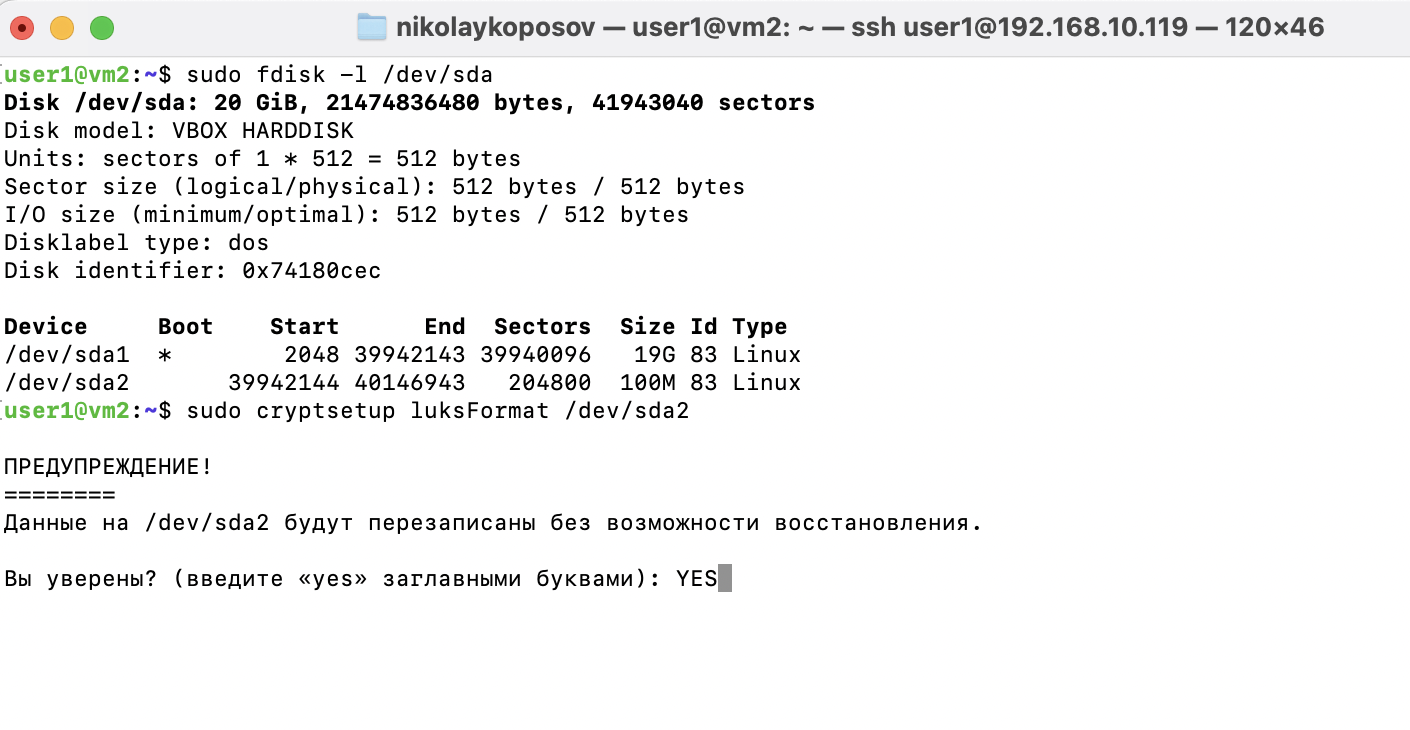 nikolaykoposov — user1@vm2: ~ — ssh user1@192.168.10.119 — 120×46
user1@vm2:~$ sudo fdisk -l /dev/sda
Disk /dev/sda: 20 GiB, 21474836480 bytes, 41943040 sectors
Disk model: VBOX HARDDISK
Units: sectors of 1 * 512 = 512 bytes
Sector size (logical/physical): 512 bytes / 512 bytes
I/O size (minimum/optimal): 512 bytes / 512 bytes
Disklabel type: dos
Disk identifier: 0x74180cec
Device     Boot    Start      End  Sectors  Size Id Type
/dev/sda1  *        2048 39942143 39940096   19G 83 Linux
/dev/sda2       39942144 40146943   204800  100M 83 Linux
user1@vm2:~$ sudo cryptsetup luksFormat /dev/sda2
ПРЕДУПРЕЖДЕНИЕ!
========
Данные на /dev/sda2 будут перезаписаны без возможности восстановления.
Вы уверены? (введите «yes» заглавными буквами): YES